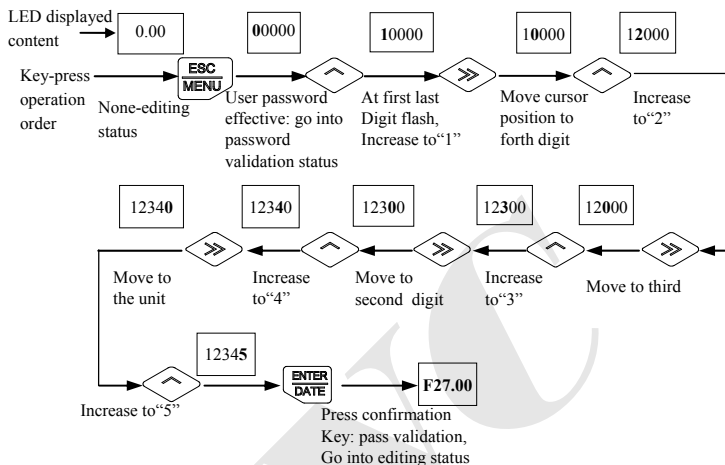 LED displayed
content
0.00
00000
10000
10000
12000
Key-press
operation
order
None-editing
status
ESC
MENU
User password
effective: go into
password
validation status
At first last
Digit flash,
Increase to“1”
Move cursor
position to
forth digit
Increase
to“2”
12340
12340
12300
12300
12000
Move to
the unit
Increase
to“4”
Move to
second digit
Increase
to“3”
Move to third
12345
Increase to“5”
ENTER
DATE
F27.00
Press confirmation
Key: pass validation,
Go into editing status